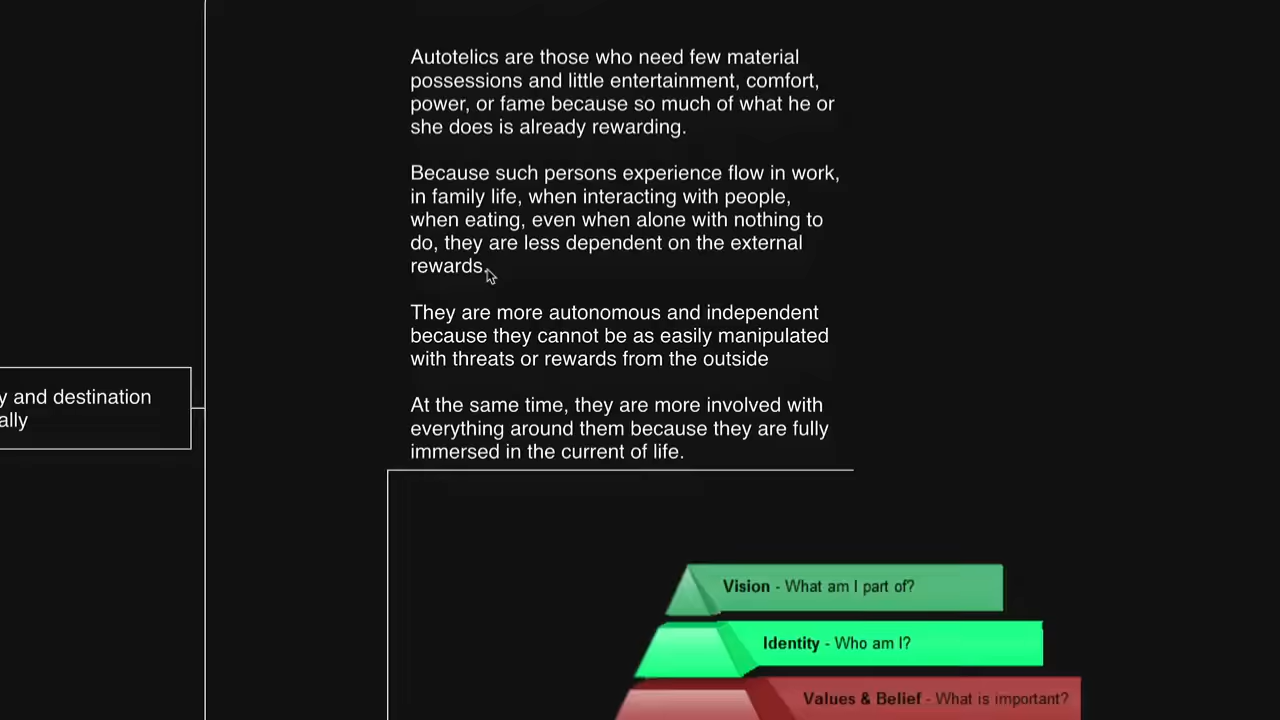 Autotelics are those who need few material
possessions and little entertainment, comfort,
power, or fame because so much of what he or
she does is already rewarding.
Because such persons experience flow in work,
in family life, when interacting with people,
when eating, even when alone with nothing to
do, they are less dependent on the external
rewards.
They are more autonomous and independent
because they cannot be as easily manipulated
with threats or rewards from the outside
y and destination
ally
At the same time, they are more involved with
everything around them because they are fully
immersed in the current of life.
Vision - What am I part of?
Identity - Who am I?
Values & Belief - What is important?